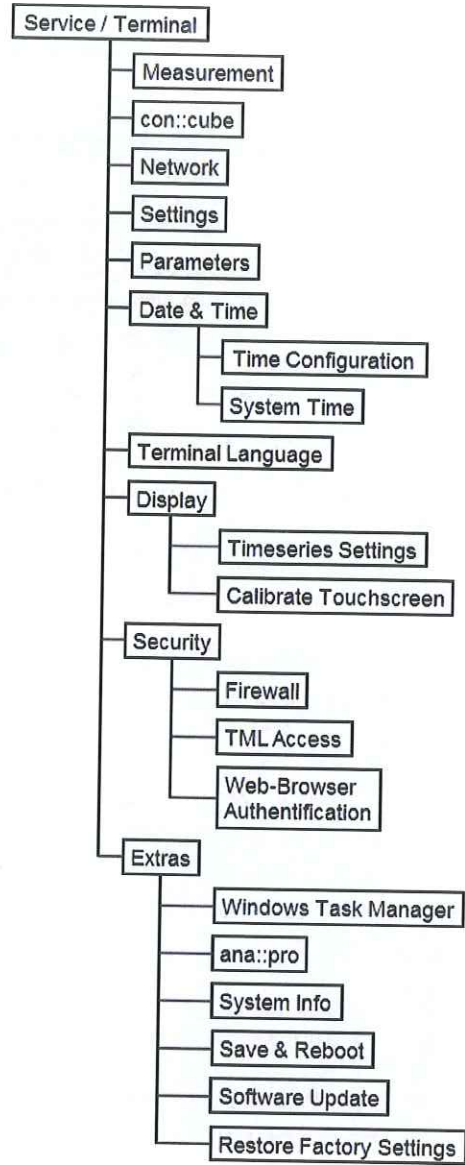 Service / Terminal
Measurement
con::cube
Network
Settings
Parameters
Date & Time
Time Configuration
System Time
Terminal Language
Display
Timeseries Settings
Calibrate Touchscreen
Security
Firewall
TML Access
Web-Browser
Authentification
Extras
Windows Task Manager
ana::pro
System Info
Save & Reboot
Software Update
Restore Factory Settings